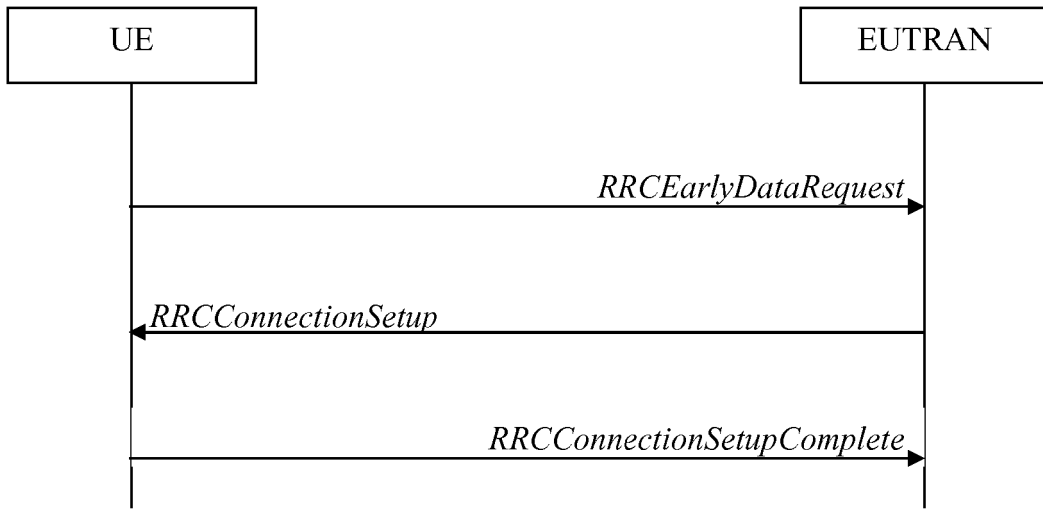 UE
EUTRAN
RRCEarlyDataRequest
RRCConnectionSetup
RRCConnectionSetupComplete